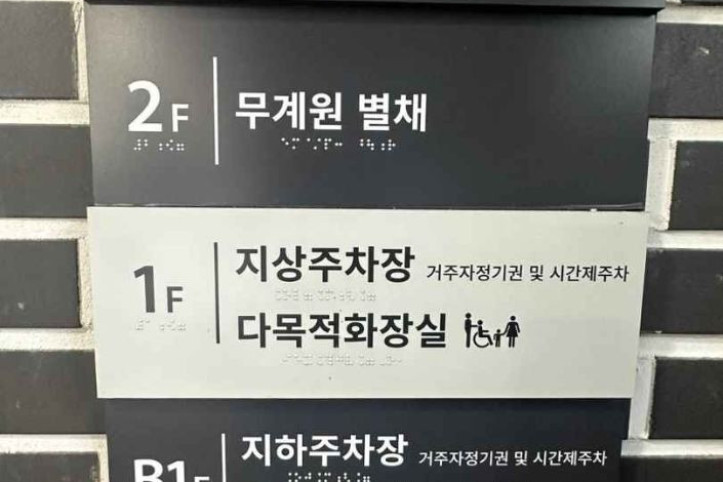 2F 무계원 별채
1F 지상주차장 거주자정기권 및 시간제주차
다목적화장실
B1F 지하주차장 거주자정기권 및 시간제주차